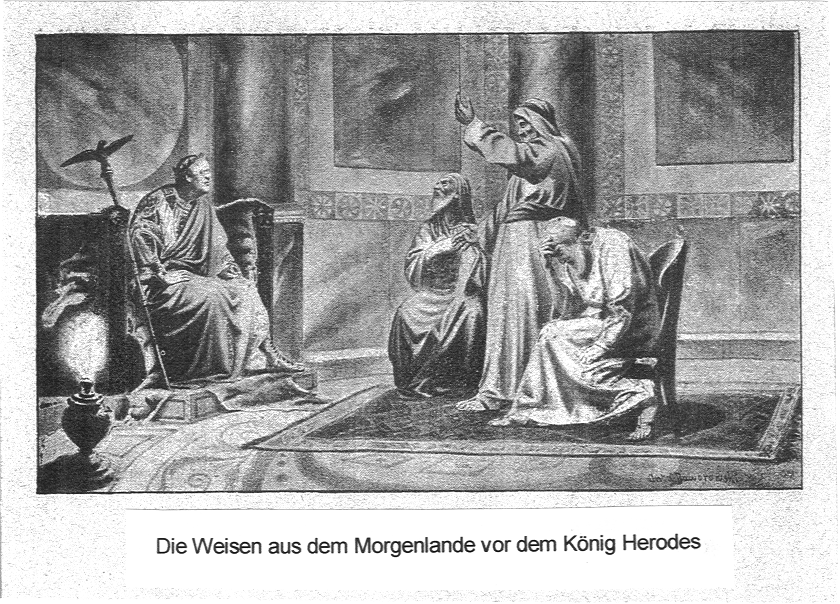 Die Weisen aus dem Morgenlande vor dem König Herodes